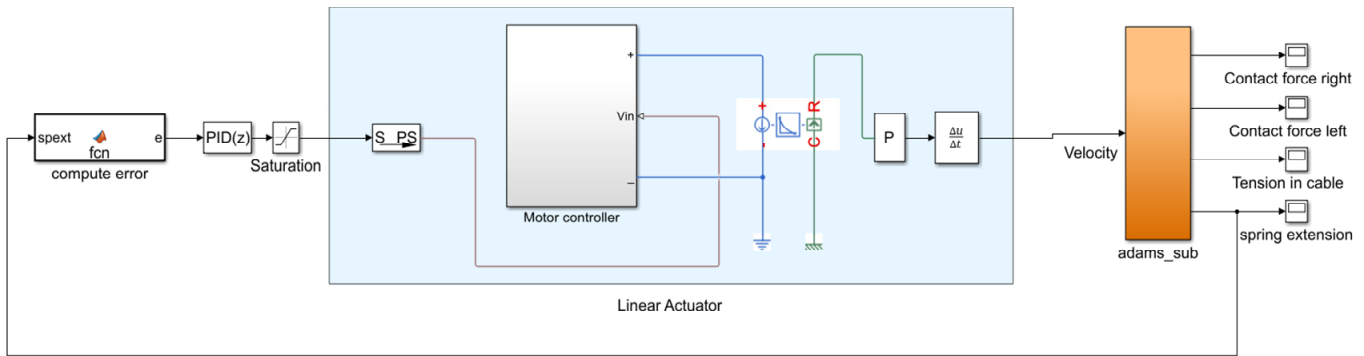 spext
fcn
e
compute error
PID(z)
Saturation
S PS
+
Vin
−
Motor controller
+
-
R
C
P
Δu
Δt
Linear Actuator
Velocity
adams_sub
Contact force right
Contact force left
Tension in cable
spring extension